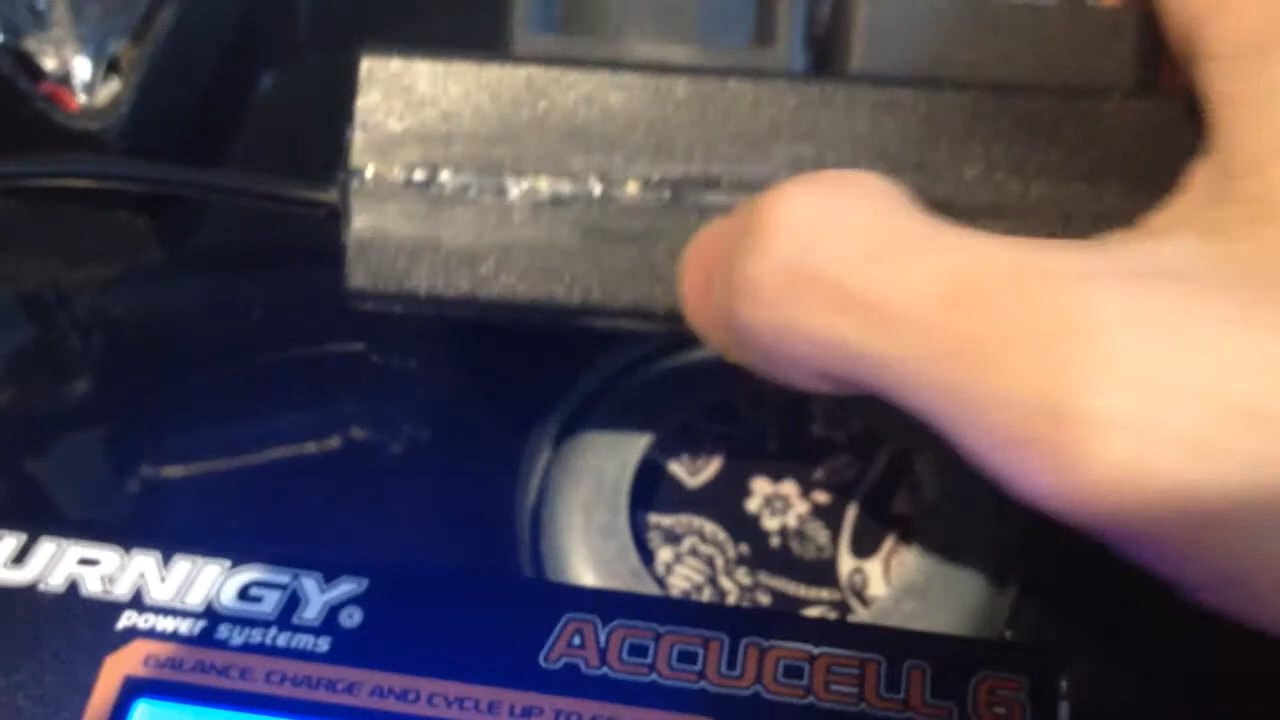 URNIGY®
power systems
ACCUCELL 6
BALANCE, CHARGE AND CYCLE UP TO